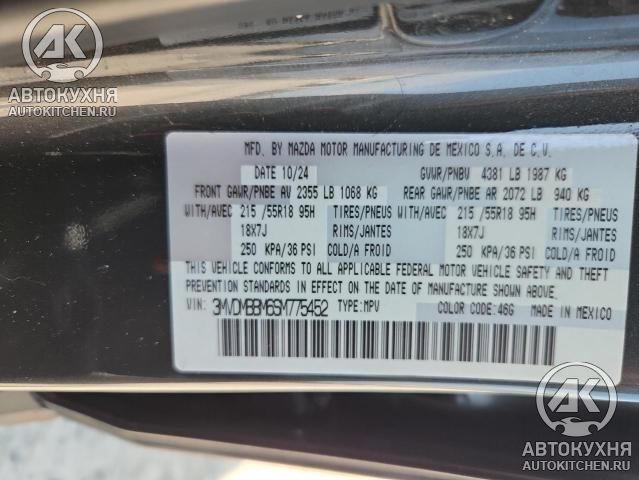 AK
АВТОКУХНЯ
AUTOKITCHEN.RU
MFD. BY MAZDA MOTOR MANUFACTURING DE MEXICO S.A. DE C.V.
DATE 10/24 GVWR/PNBV 4381 LB 1987 KG
FRONT GAWR/PNBE AV 2355 LB 1068 KG REAR GAWR/PNBE AR 2072 LB 940 KG
WITH/AVEC 215 /55R18 95H TIRES/PNEUS WITH/AVEC 215 /55R18 95H TIRES/PNEUS
18X7J RIMS/JANTES 18X7J RIMS/JANTES
250 KPA/36 PSI COLD/A FROID 250 KPA/36 PSI COLD/A FROID
THIS VEHICLE CONFORMS TO ALL APPLICABLE FEDERAL MOTOR VEHICLE SAFETY AND THEFT
PREVENTION STANDARDS IN EFFECT ON THE DATE OF MANUFACTURE SHOWN ABOVE.
VIN: 3MVDMBBM6SM775452 TYPE: MPV COLOR CODE: 46G MADE IN MEXICO
AK
АВТОКУХНЯ
AUTOKITCHEN.RU